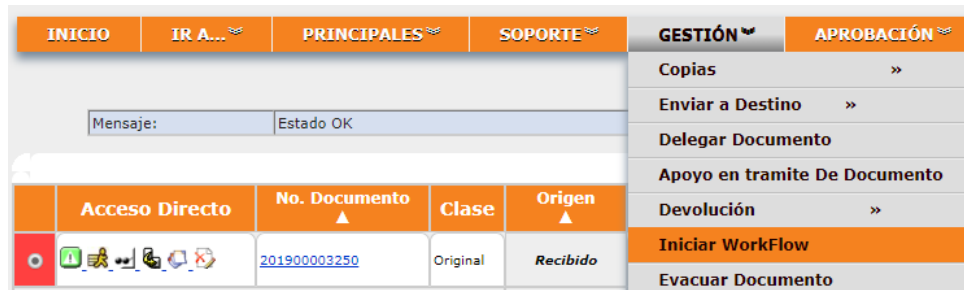 INICIO IR A... PRINCIPALES SOPORTE GESTIÓN APROBACIÓN
Copias »
Enviar a Destino »
Mensaje: Estado OK
Delegar Documento
Apoyo en tramite De Documento
Acceso Directo No. Documento ▲ Clase Origen ▲
Devolución »
Iniciar WorkFlow
201900003250 Original Recibido
Evacuar Documento